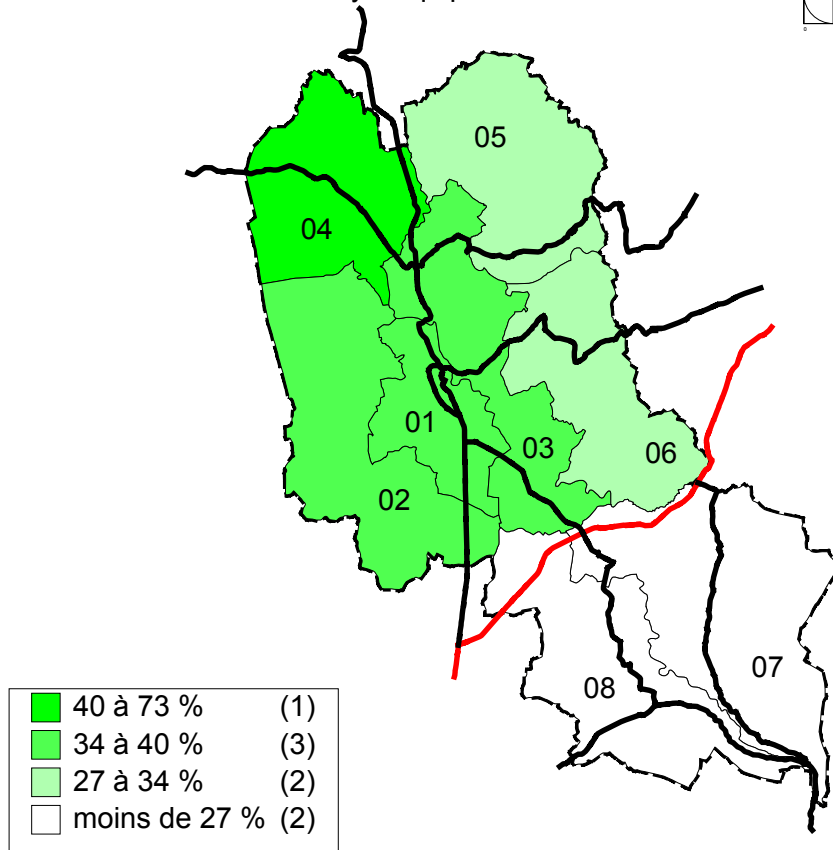 05
04
01
03
06
02
07
08
40 à 73 % (1)
34 à 40 % (3)
27 à 34 % (2)
moins de 27 % (2)